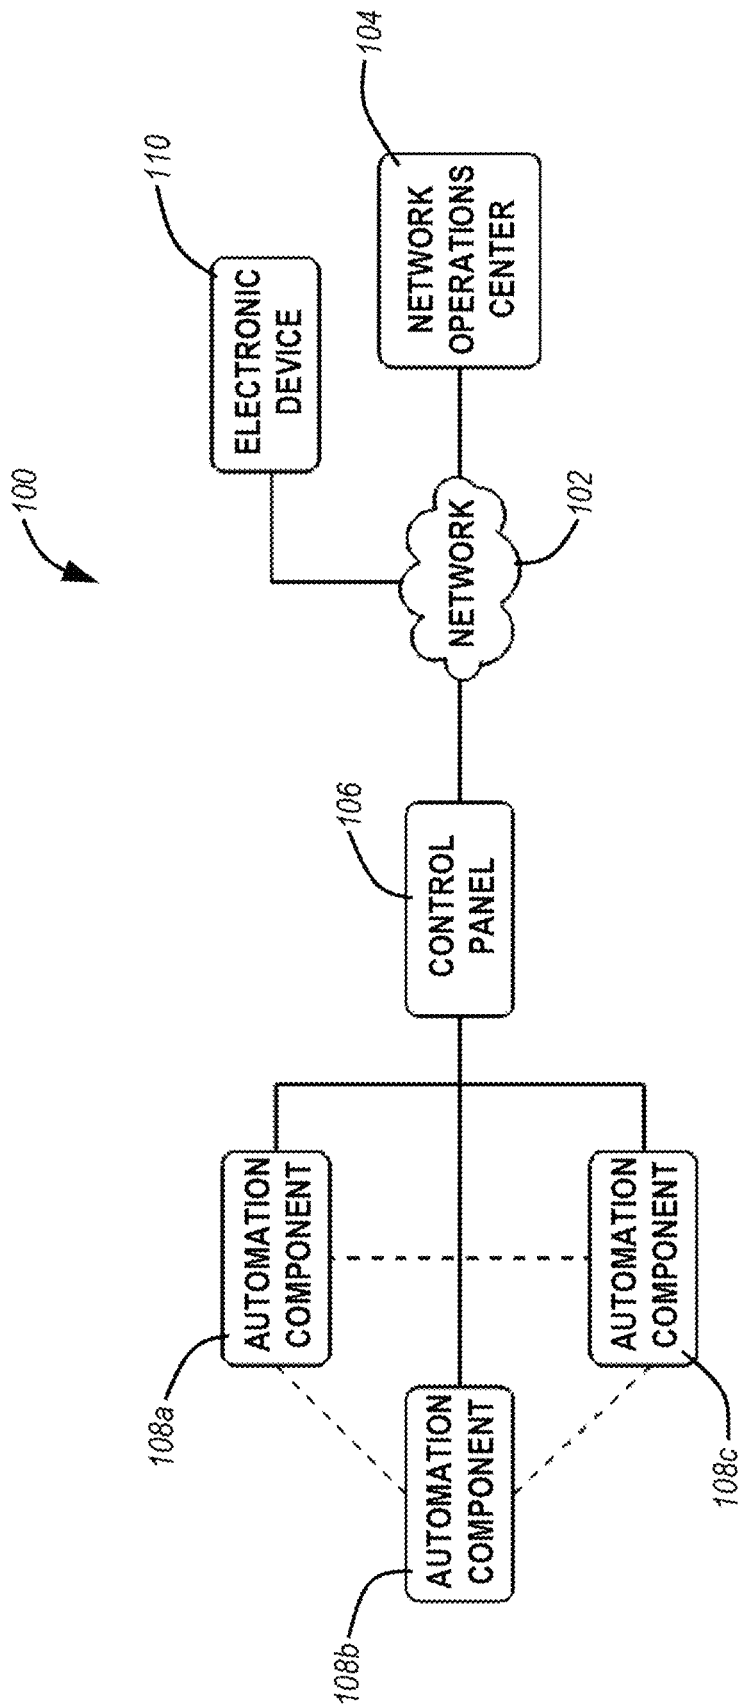 100
108a
AUTOMATION
COMPONENT
108b
AUTOMATION
COMPONENT
108c
AUTOMATION
COMPONENT
106
CONTROL
PANEL
NETWORK
102
110
ELECTRONIC
DEVICE
104
NETWORK
OPERATIONS
CENTER